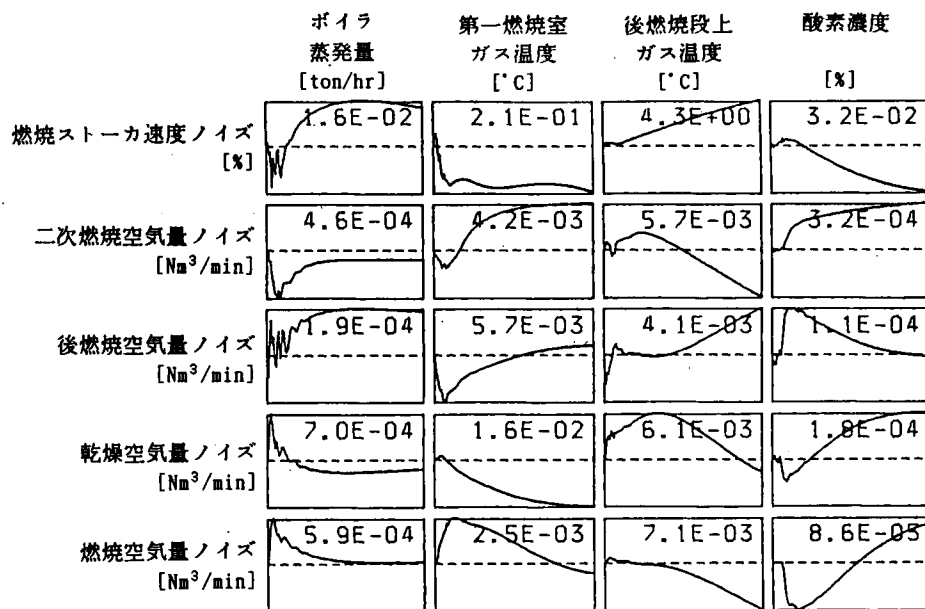 ボイラ
蒸発量
[ton/hr]
第一燃焼室
ガス温度
[°C]
後燃焼段上
ガス温度
[°C]
酸素濃度
[%]
燃焼ストーカ速度ノイズ
[%]
1.6E-02
2.1E-01
4.3E+00
3.2E-02
二次燃焼空気量ノイズ
[Nm³/min]
4.6E-04
4.2E-03
5.7E-03
3.2E-04
後燃焼空気量ノイズ
[Nm³/min]
1.9E-04
5.7E-03
4.1E-03
1.1E-04
乾燥空気量ノイズ
[Nm³/min]
7.0E-04
1.6E-02
6.1E-03
1.8E-04
燃焼空気量ノイズ
[Nm³/min]
5.9E-04
2.5E-03
7.1E-03
8.6E-05